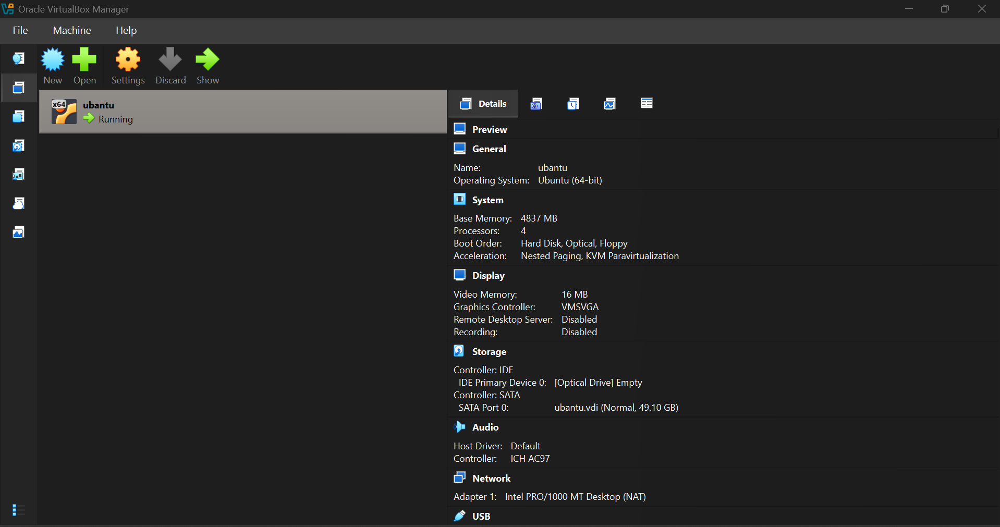 Oracle VirtualBox Manager
File Machine Help
New Open Settings Discard Show
x64
ubantu
Running
Details
Preview
General
Name: ubantu
Operating System: Ubuntu (64-bit)
System
Base Memory: 4837 MB
Processors: 4
Boot Order: Hard Disk, Optical, Floppy
Acceleration: Nested Paging, KVM Paravirtualization
Display
Video Memory: 16 MB
Graphics Controller: VMSVGA
Remote Desktop Server: Disabled
Recording: Disabled
Storage
Controller: IDE
IDE Primary Device 0: [Optical Drive] Empty
Controller: SATA
SATA Port 0: ubantu.vdi (Normal, 49.10 GB)
Audio
Host Driver: Default
Controller: ICH AC97
Network
Adapter 1: Intel PRO/1000 MT Desktop (NAT)
USB